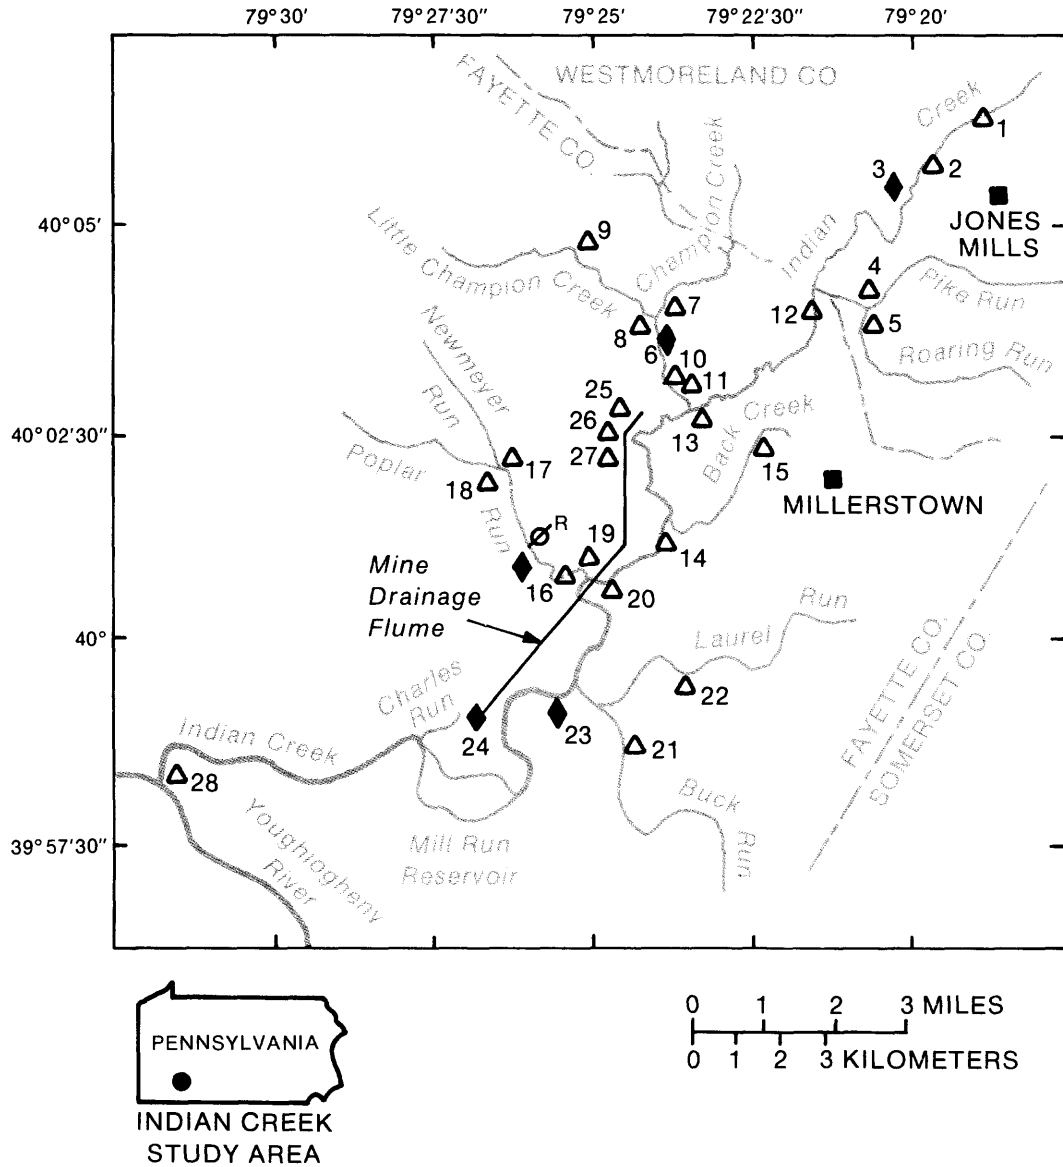 79°30'
79°27'30"
79°25'
79°22'30"
79°20'
WESTMORELAND CO
FAYETTE CO.
Creek
1
2
3
40°05'
JONES
MILLS
Little Champion Creek
9
Champion Creek
Indian
4
Pike Run
7
8
12
5
6
10
11
Roaring Run
Newmeyer
Run
25
26
27
13
Back Creek
40°02'30"
Poplar
Run
17
18
15
MILLERSTOWN
R
19
14
16
20
Mine
Drainage
Flume
40°
Laurel Run
22
FAYETTE CO.
SOMERSET CO.
Charles
Run
24
23
21
Indian Creek
28
Buck
Run
Youghiogheny
River
Mill Run
Reservoir
39°57'30"
PENNSYLVANIA
INDIAN CREEK
STUDY AREA
0 1 2 3 MILES
0 1 2 3 KILOMETERS